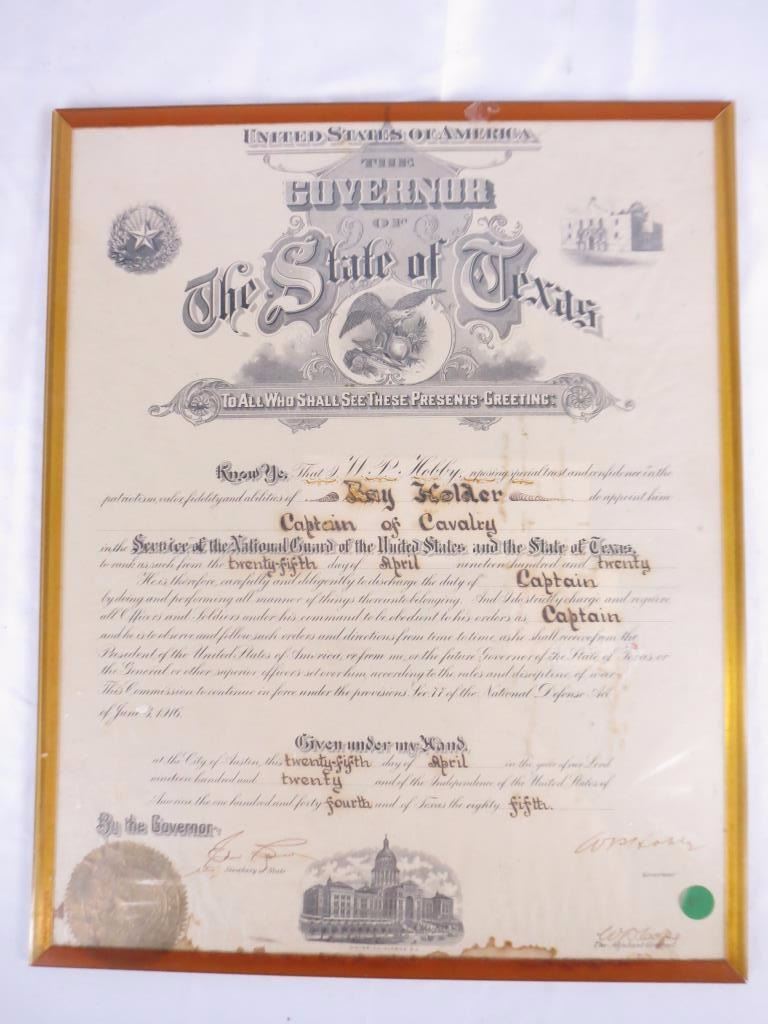 UNITED STATES OF AMERICA
THE
GOVERNOR
OF
The State of Texas
TO ALL WHO SHALL SEE THESE PRESENTS GREETING:
Know Ye, That I W. P. Hobby, reposing special trust and confidence in the
patriotism, valor, fidelity and abilities of Roy Holder do appoint him
Captain of Cavalry
in the Service of the National Guard of the United States and the State of Texas,
to rank as such from the twenty-fifth day of April nineteen hundred and twenty
He is therefore, carefully and diligently to discharge the duty of Captain
by doing and performing all manner of things thereunto belonging. And I do strictly charge and require
all Officers and Soldiers under his command to be obedient to his orders as Captain
and he is to observe and follow such orders and directions from time to time, as he shall receive from the
President of the United States of America, or from me, or the future Governor of The State of Texas, or
the General or other superior officers set over him, according to the rules and discipline of war.
This Commission to continue in force under the provisions Sec. 77 of the National Defense Act
of June 3, 1916.
Given under my Hand,
at the City of Austin, this twenty-fifth day of April in the year of our Lord
nineteen hundred and twenty and of the Independence of the United States of
America the one hundred and forty fourth and of Texas the eighty fifth.
By the Governor:
Secretary of State
W P Hobby
Governor
The Adjutant General